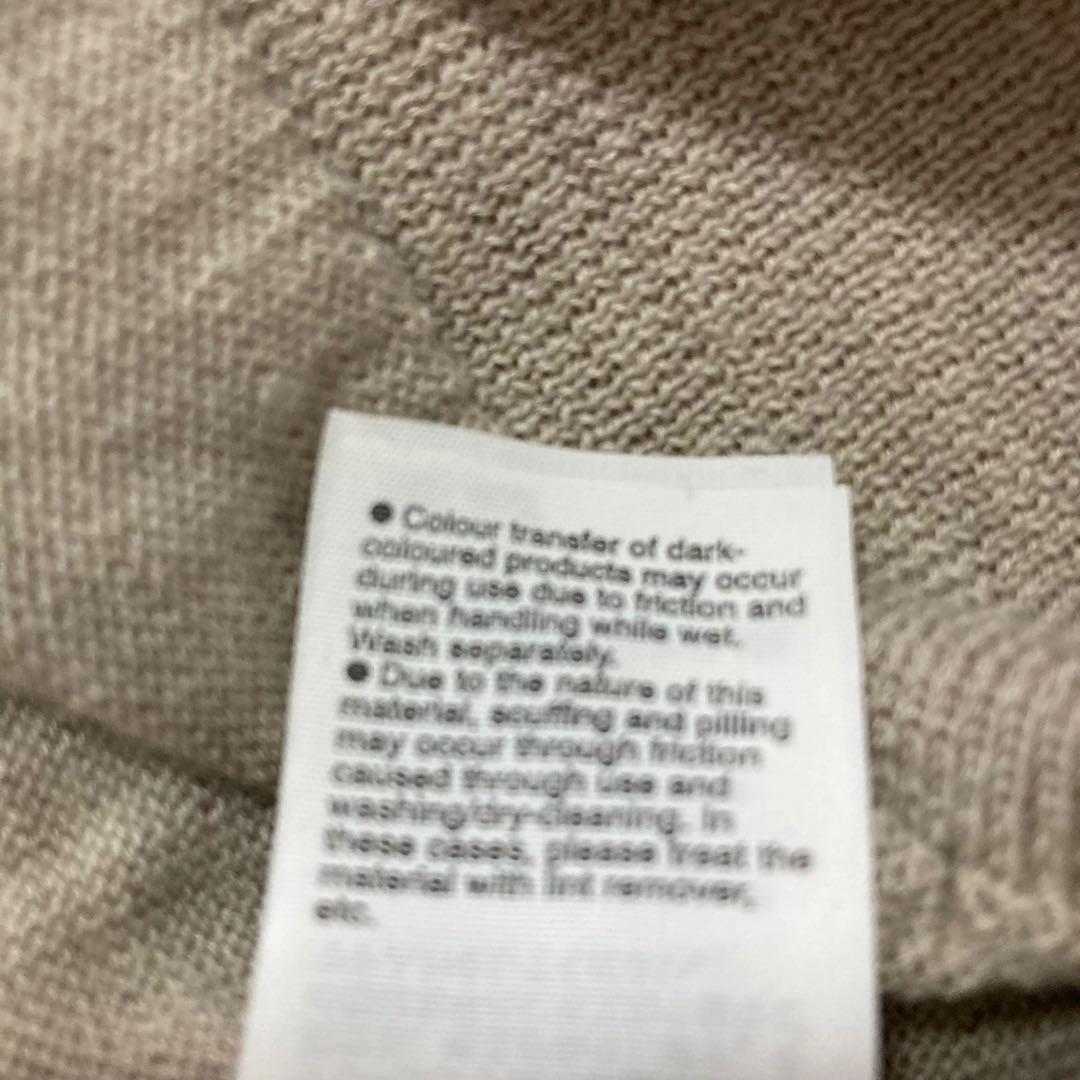 ● Colour transfer of dark-
coloured products may occur
during use due to friction and
when handling while wet.
Wash separately.
● Due to the nature of this
material, scuffing and pilling
may occur through friction
caused through use and
washing/dry-cleaning. In
these cases, please treat the
material with lint remover,
etc.